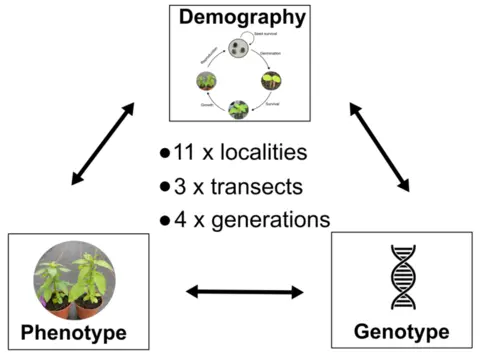 Demography
Seed survival
Reproduction
Germination
Growth
Survival
●11 x localities
●3 x transects
●4 x generations
Phenotype
Genotype